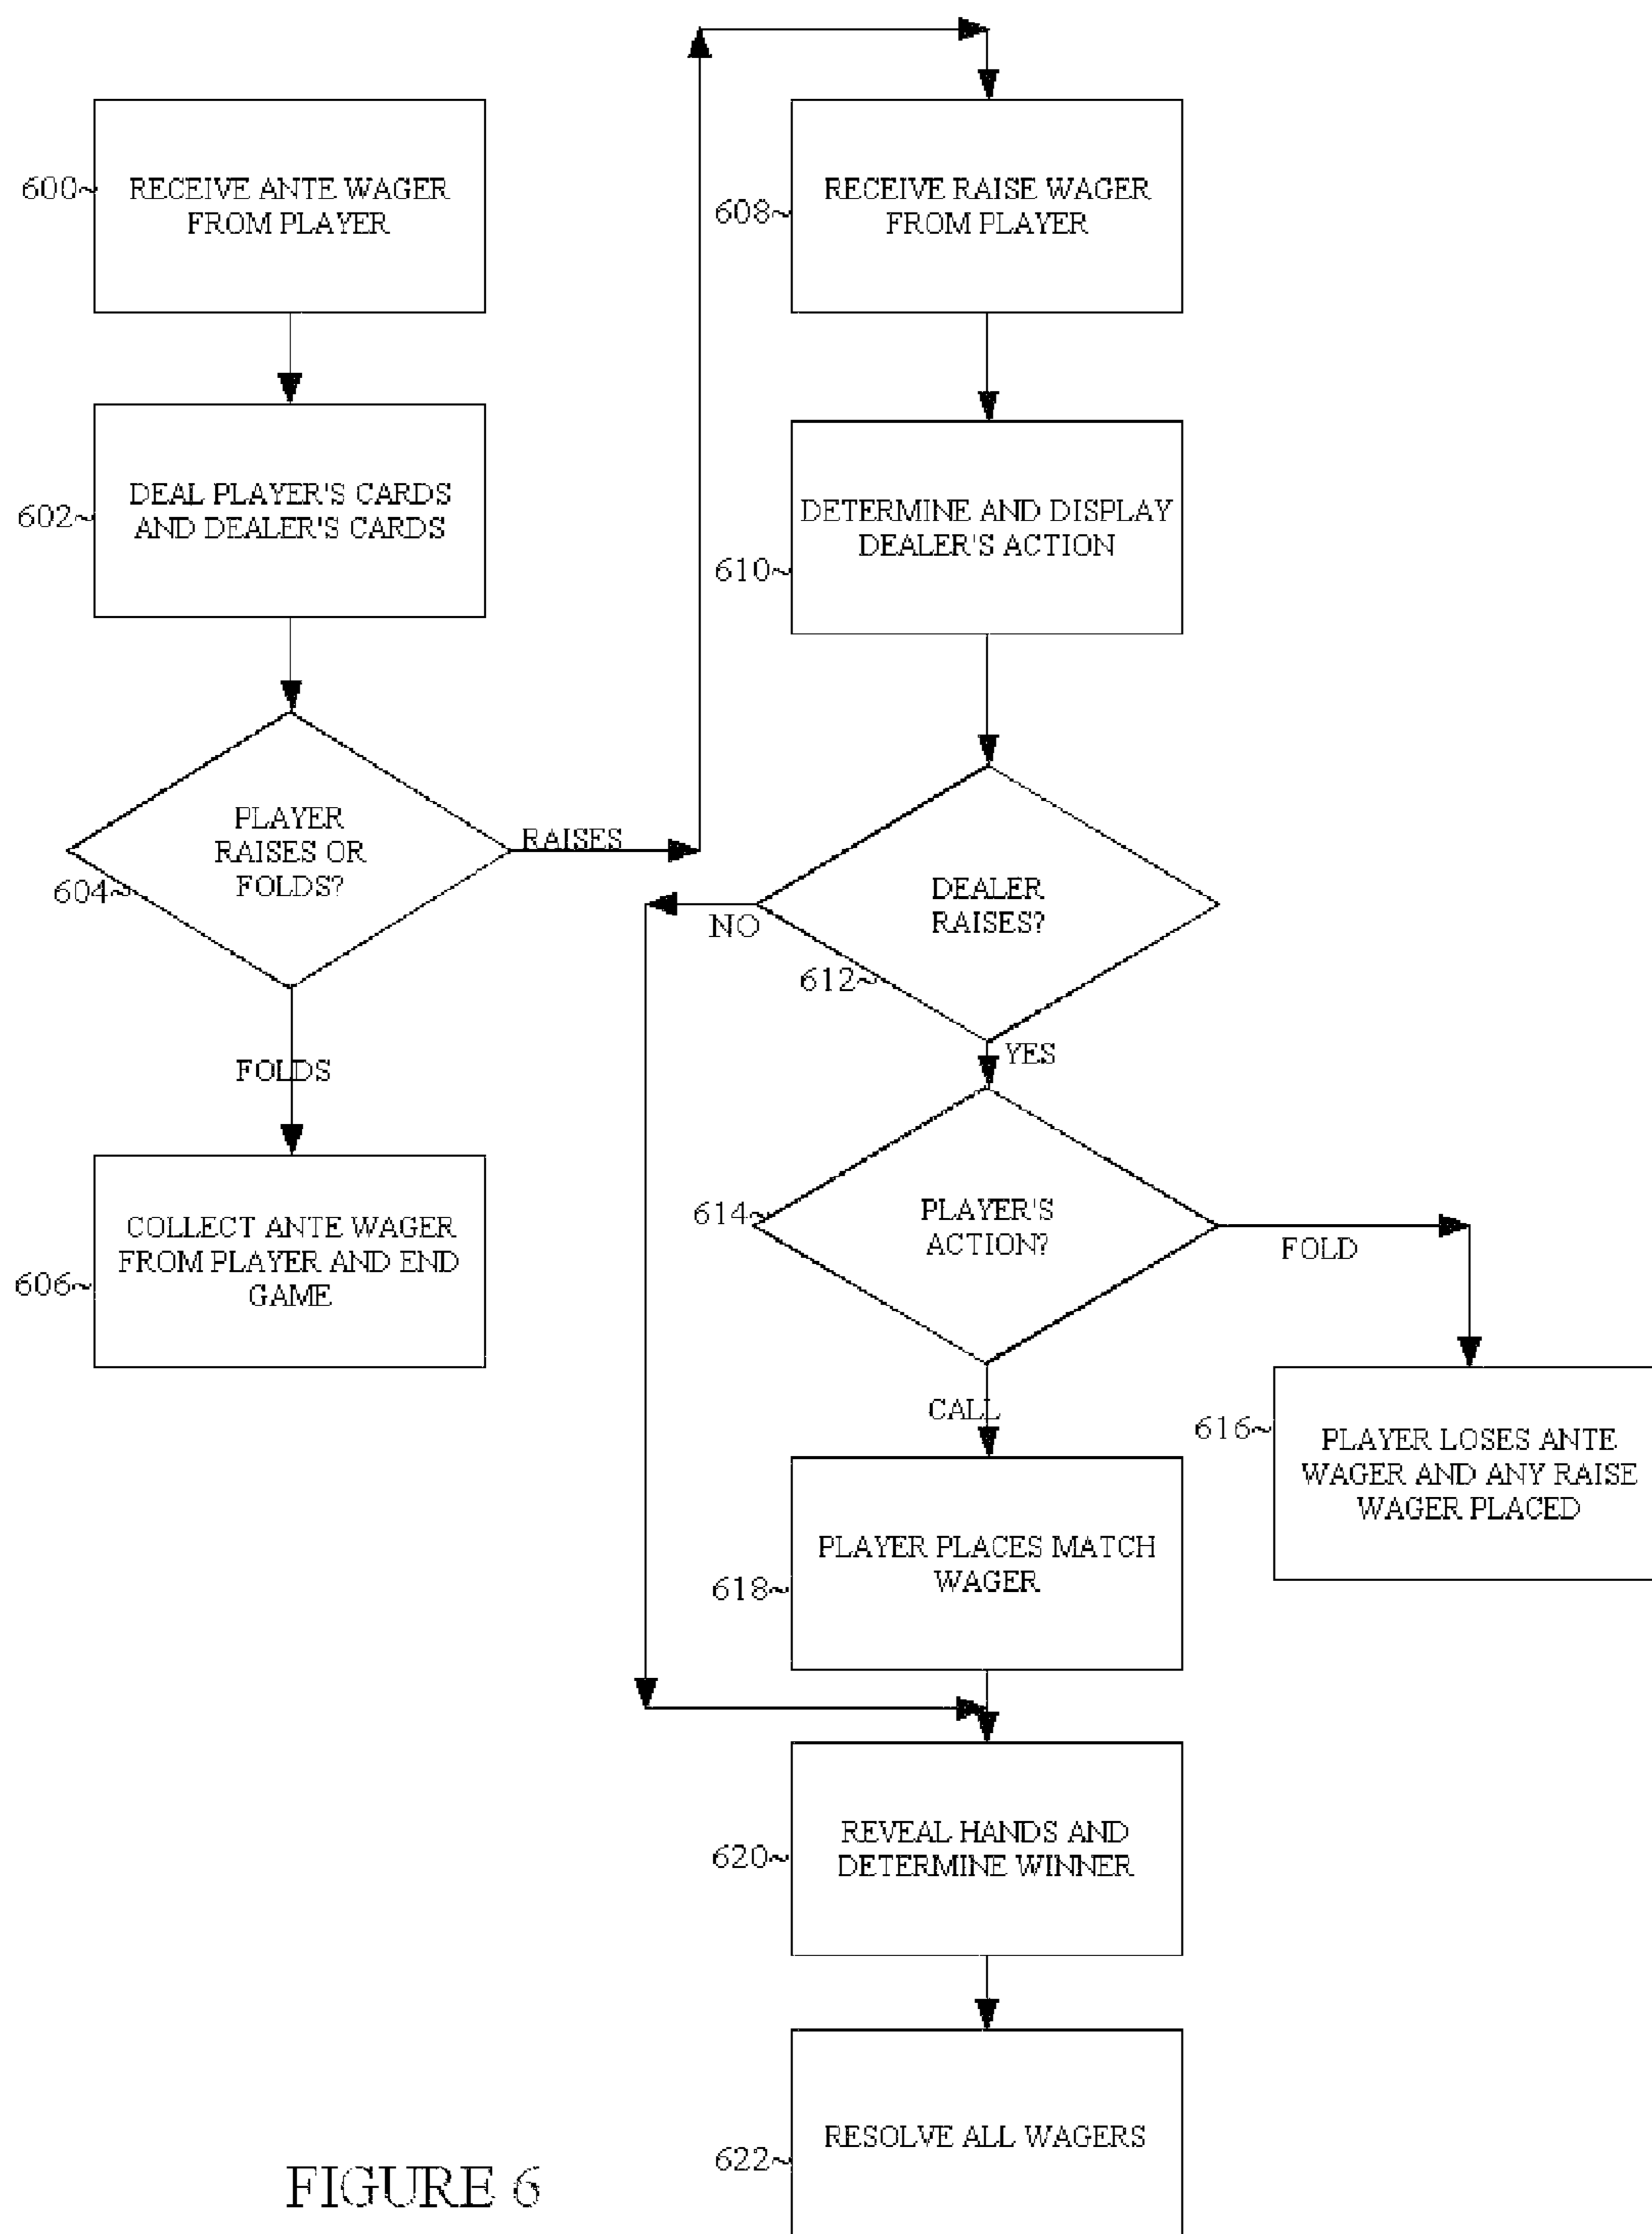 600~
RECEIVE ANTE WAGER
FROM PLAYER
602~
DEAL PLAYER'S CARDS
AND DEALER'S CARDS
PLAYER
RAISES OR
FOLDS?
604~
RAISES
FOLDS
COLLECT ANTE WAGER
FROM PLAYER AND END
GAME
606~
RECEIVE RAISE WAGER
FROM PLAYER
608~
DETERMINE AND DISPLAY
DEALER'S ACTION
610~
DEALER
RAISES?
NO
612~
YES
614~
PLAYER'S
ACTION?
FOLD
CALL
616~
PLAYER LOSES ANTE
WAGER AND ANY RAISE
WAGER PLACED
PLAYER PLACES MATCH
WAGER
618~
REVEAL HANDS AND
DETERMINE WINNER
620~
RESOLVE ALL WAGERS
622~
FIGURE 6